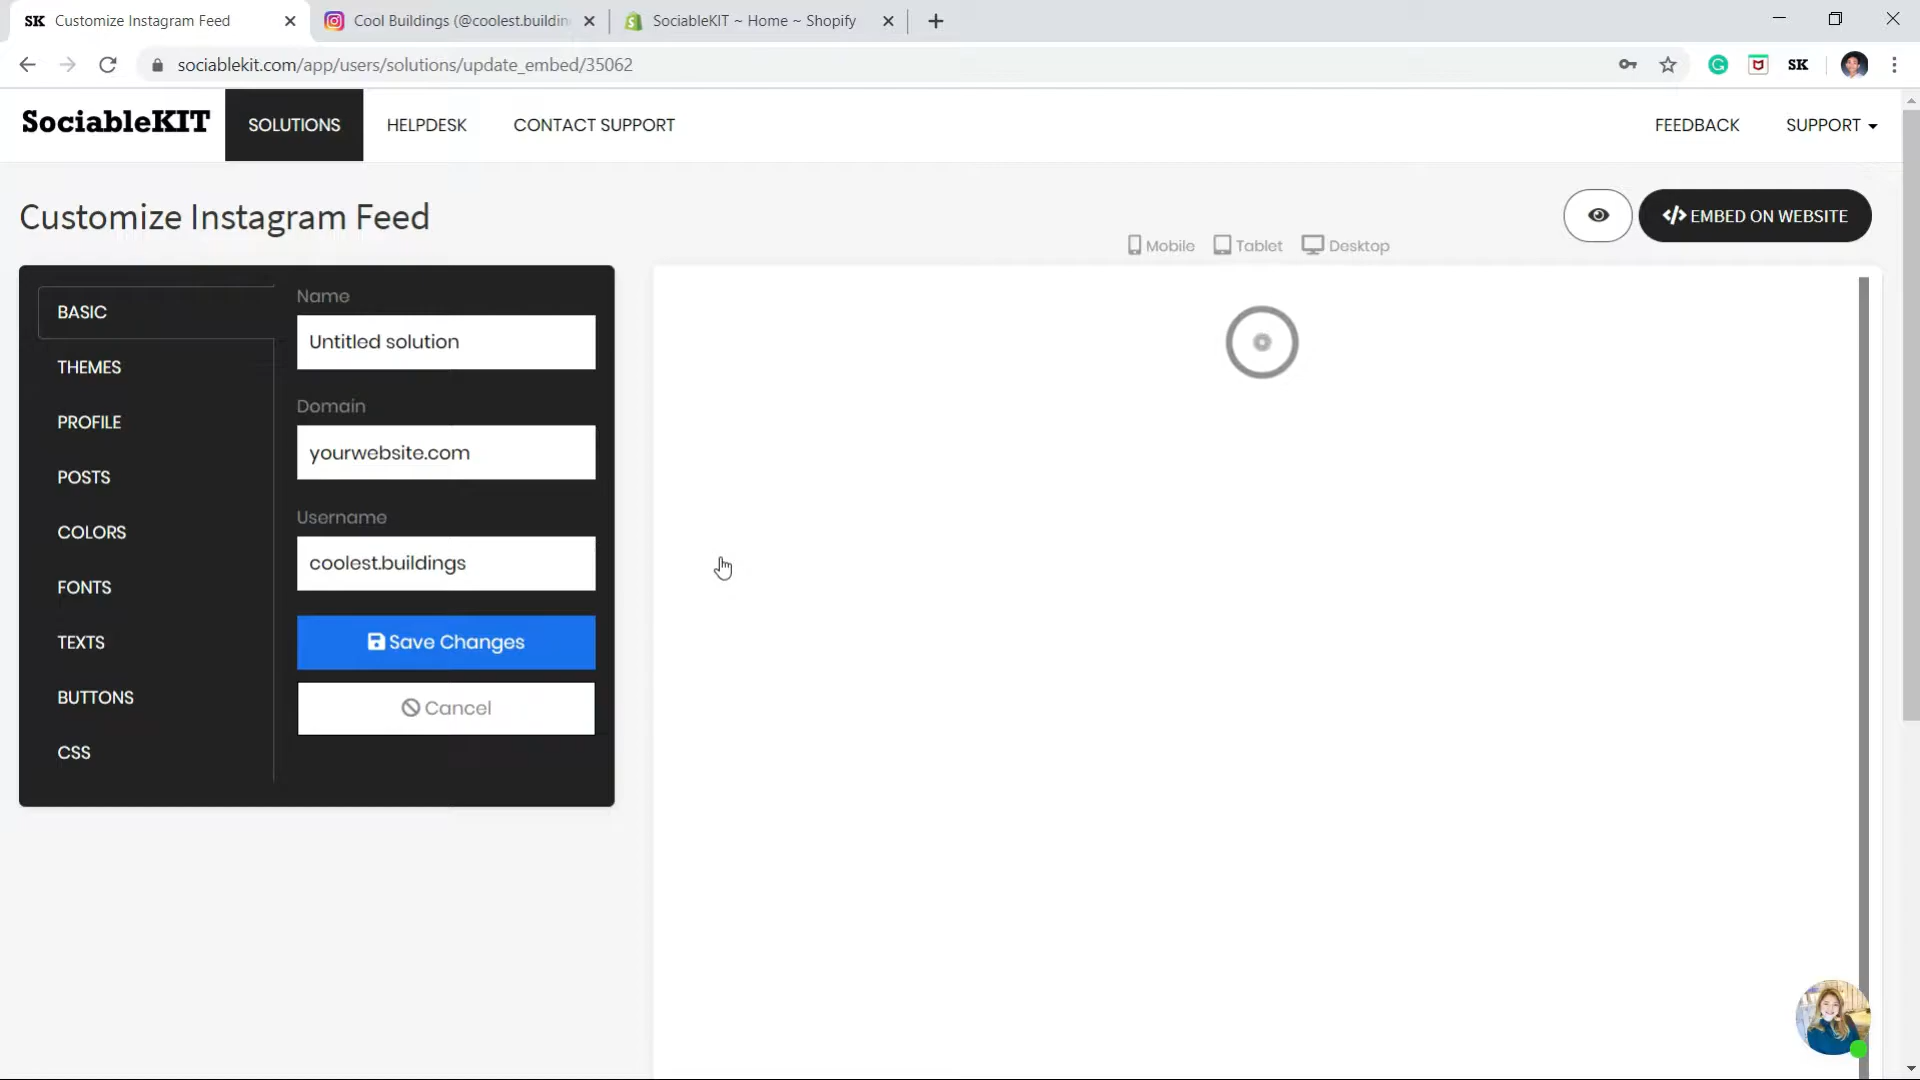 SK Customize Instagram Feed
Cool Buildings (@coolest.buildin
SociableKIT ~ Home ~ Shopify
sociablekit.com/app/users/solutions/update_embed/35062
SK
SociableKIT
SOLUTIONS
HELPDESK
CONTACT SUPPORT
FEEDBACK
SUPPORT
Customize Instagram Feed
Mobile
Tablet
Desktop
</> EMBED ON WEBSITE
BASIC
THEMES
PROFILE
POSTS
COLORS
FONTS
TEXTS
BUTTONS
CSS
Name
Untitled solution
Domain
yourwebsite.com
Username
coolest.buildings
Save Changes
Cancel